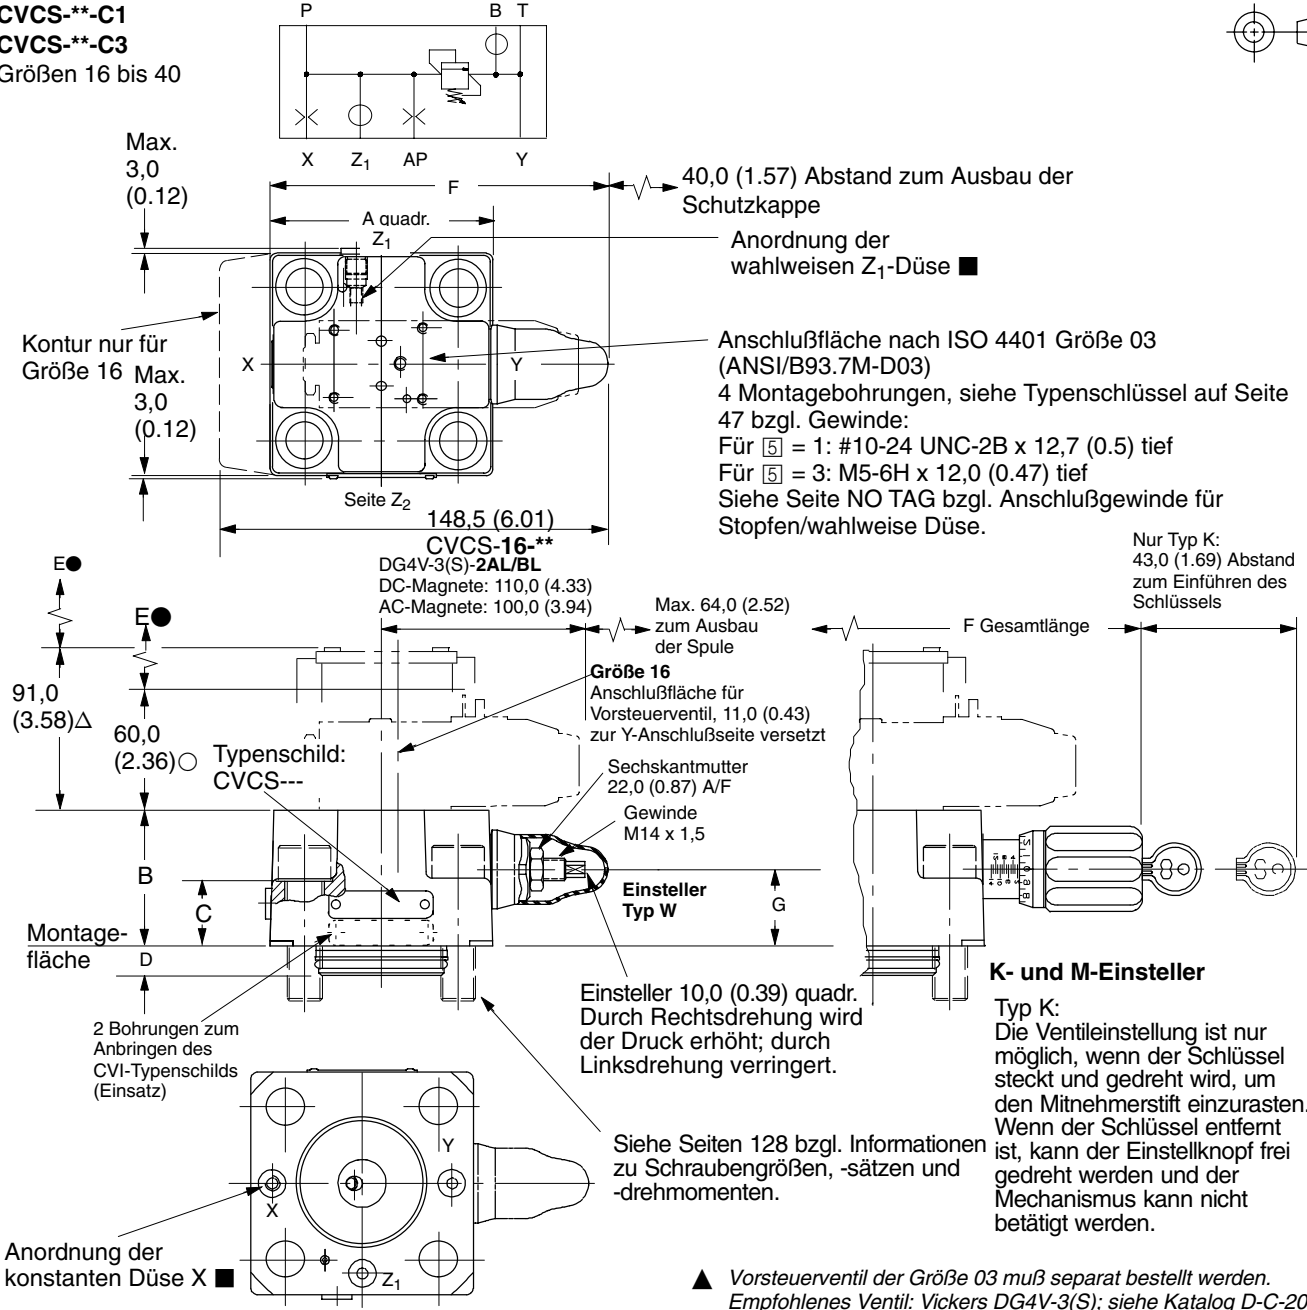 CVCS-**-C1
CVCS-**-C3
Größen 16 bis 40
P B T
X Z1 AP Y
Max.
3,0
(0.12)
F
A quadr.
Z1
40,0 (1.57) Abstand zum Ausbau der
Schutzkappe
Anordnung der
wahlweisen Z1-Düse ■
Kontur nur für
Größe 16
Max.
3,0
(0.12)
X
Y
Seite Z2
Anschlußfläche nach ISO 4401 Größe 03
(ANSI/B93.7M-D03)
4 Montagebohrungen, siehe Typenschlüssel auf Seite
47 bzgl. Gewinde:
Für 5 = 1: #10-24 UNC-2B x 12,7 (0.5) tief
Für 5 = 3: M5-6H x 12,0 (0.47) tief
Siehe Seite NO TAG bzgl. Anschlußgewinde für
Stopfen/wahlweise Düse.
148,5 (6.01)
CVCS-16-**
DG4V-3(S)-2AL/BL
DC-Magnete: 110,0 (4.33)
AC-Magnete: 100,0 (3.94)
E●
E●
Max. 64,0 (2.52)
zum Ausbau
der Spule
F Gesamtlänge
Nur Typ K:
43,0 (1.69) Abstand
zum Einführen des
Schlüssels
91,0
(3.58)△
60,0
(2.36)○
Größe 16
Anschlußfläche für
Vorsteuerventil, 11,0 (0.43)
zur Y-Anschlußseite versetzt
Typenschild:
CVCS---
Sechskantmutter
22,0 (0.87) A/F
Gewinde
M14 x 1,5
B
C
D
G
Einsteller
Typ W
Montage-
fläche
2 Bohrungen zum
Anbringen des
CVI-Typenschilds
(Einsatz)
Einsteller 10,0 (0.39) quadr.
Durch Rechtsdrehung wird
der Druck erhöht; durch
Linksdrehung verringert.
K- und M-Einsteller
Typ K:
Die Ventileinstellung ist nur
möglich, wenn der Schlüssel
steckt und gedreht wird, um
den Mitnehmerstift einzurasten.
Wenn der Schlüssel entfernt
ist, kann der Einstellknopf frei
gedreht werden und der
Mechanismus kann nicht
betätigt werden.
Siehe Seiten 128 bzgl. Informationen
zu Schraubengrößen, -sätzen und
-drehmomenten.
X
Y
Z1
Anordnung der
konstanten Düse X ■
▲ Vorsteuerventil der Größe 03 muß separat bestellt werden.
Empfohlenes Ventil: Vickers DG4V-3(S); siehe Katalog D-C-20